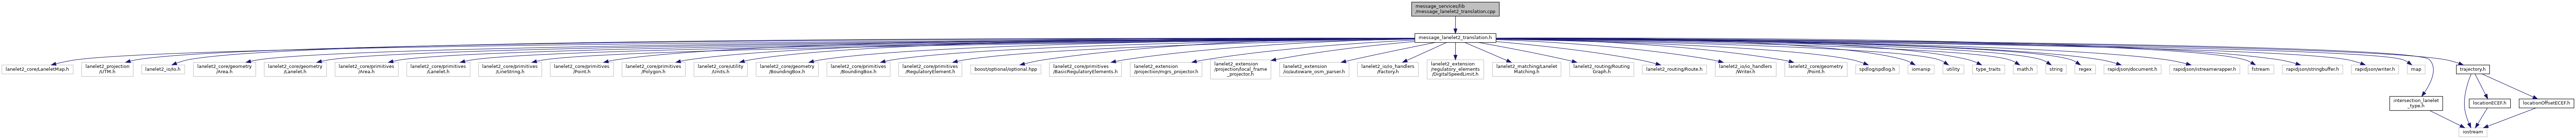 message_services/lib
/message_lanelet2_translation.cpp
message_lanelet2_translation.h
lanelet2_core/LaneletMap.h
lanelet2_projection
/UTM.h
lanelet2_io/Io.h
lanelet2_core/geometry
/Area.h
lanelet2_core/geometry
/Lanelet.h
lanelet2_core/primitives
/Area.h
lanelet2_core/primitives
/Lanelet.h
lanelet2_core/primitives
/LineString.h
lanelet2_core/primitives
/Point.h
lanelet2_core/primitives
/Polygon.h
lanelet2_core/utility
/Units.h
lanelet2_core/geometry
/BoundingBox.h
lanelet2_core/primitives
/BoundingBox.h
lanelet2_core/primitives
/RegulatoryElement.h
boost/optional/optional.hpp
lanelet2_core/primitives
/BasicRegulatoryElements.h
lanelet2_extension
/projection/mgrs_projector.h
lanelet2_extension
/projection/local_frame
_projector.h
lanelet2_extension
/io/autoware_osm_parser.h
lanelet2_io/io_handlers
/Factory.h
lanelet2_extension
/regulatory_elements
/DigitalSpeedLimit.h
lanelet2_matching/Lanelet
Matching.h
lanelet2_routing/Routing
Graph.h
lanelet2_routing/Route.h
lanelet2_io/io_handlers
/Writer.h
lanelet2_core/geometry
/Point.h
spdlog/spdlog.h
iomanip
utility
type_traits
math.h
string
regex
rapidjson/document.h
rapidjson/istreamwrapper.h
fstream
rapidjson/stringbuffer.h
rapidjson/writer.h
map
trajectory.h
intersection_lanelet
_type.h
locationECEF.h
locationOffsetECEF.h
iostream